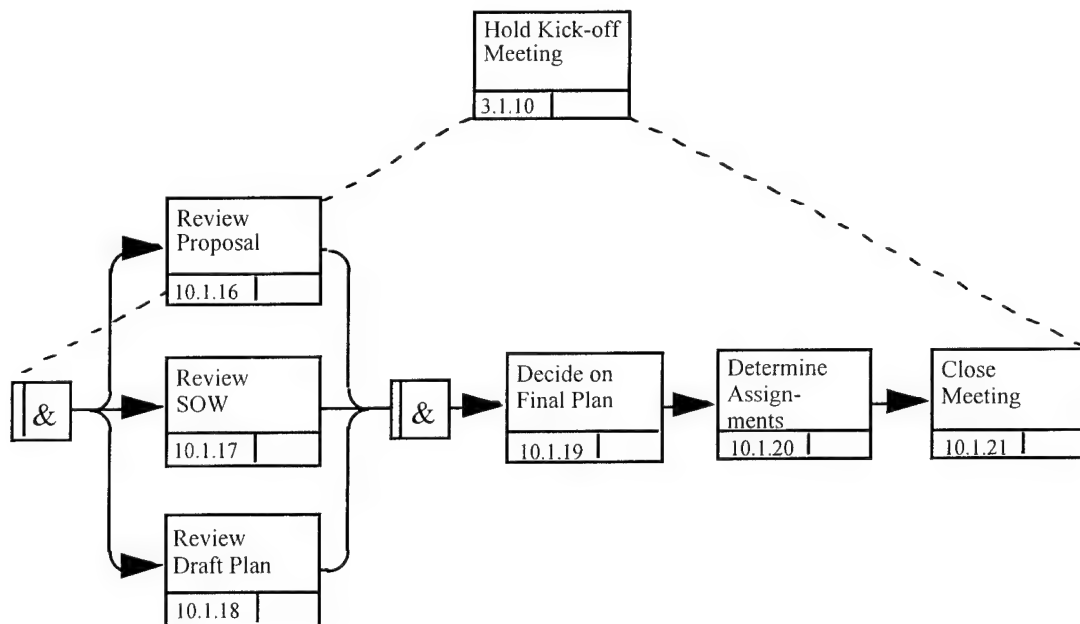 Hold Kick-off
Meeting
3.1.10
Review
Proposal
10.1.16
&
Review
SOW
10.1.17
Review
Draft Plan
10.1.18
&
Decide on
Final Plan
10.1.19
Determine
Assign-
ments
10.1.20
Close
Meeting
10.1.21